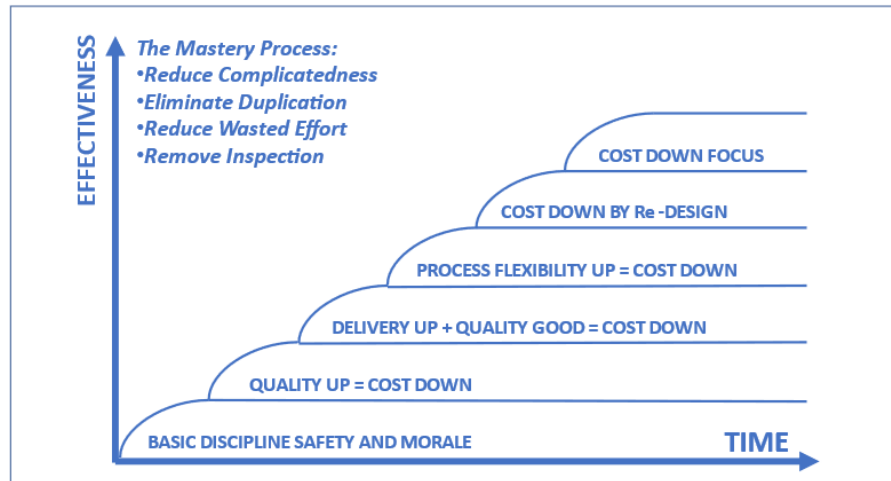 EFFECTIVENESS
The Mastery Process:
•Reduce Complicatedness
•Eliminate Duplication
•Reduce Wasted Effort
•Remove Inspection
COST DOWN FOCUS
COST DOWN BY Re -DESIGN
PROCESS FLEXIBILITY UP = COST DOWN
DELIVERY UP + QUALITY GOOD = COST DOWN
QUALITY UP = COST DOWN
BASIC DISCIPLINE SAFETY AND MORALE
TIME